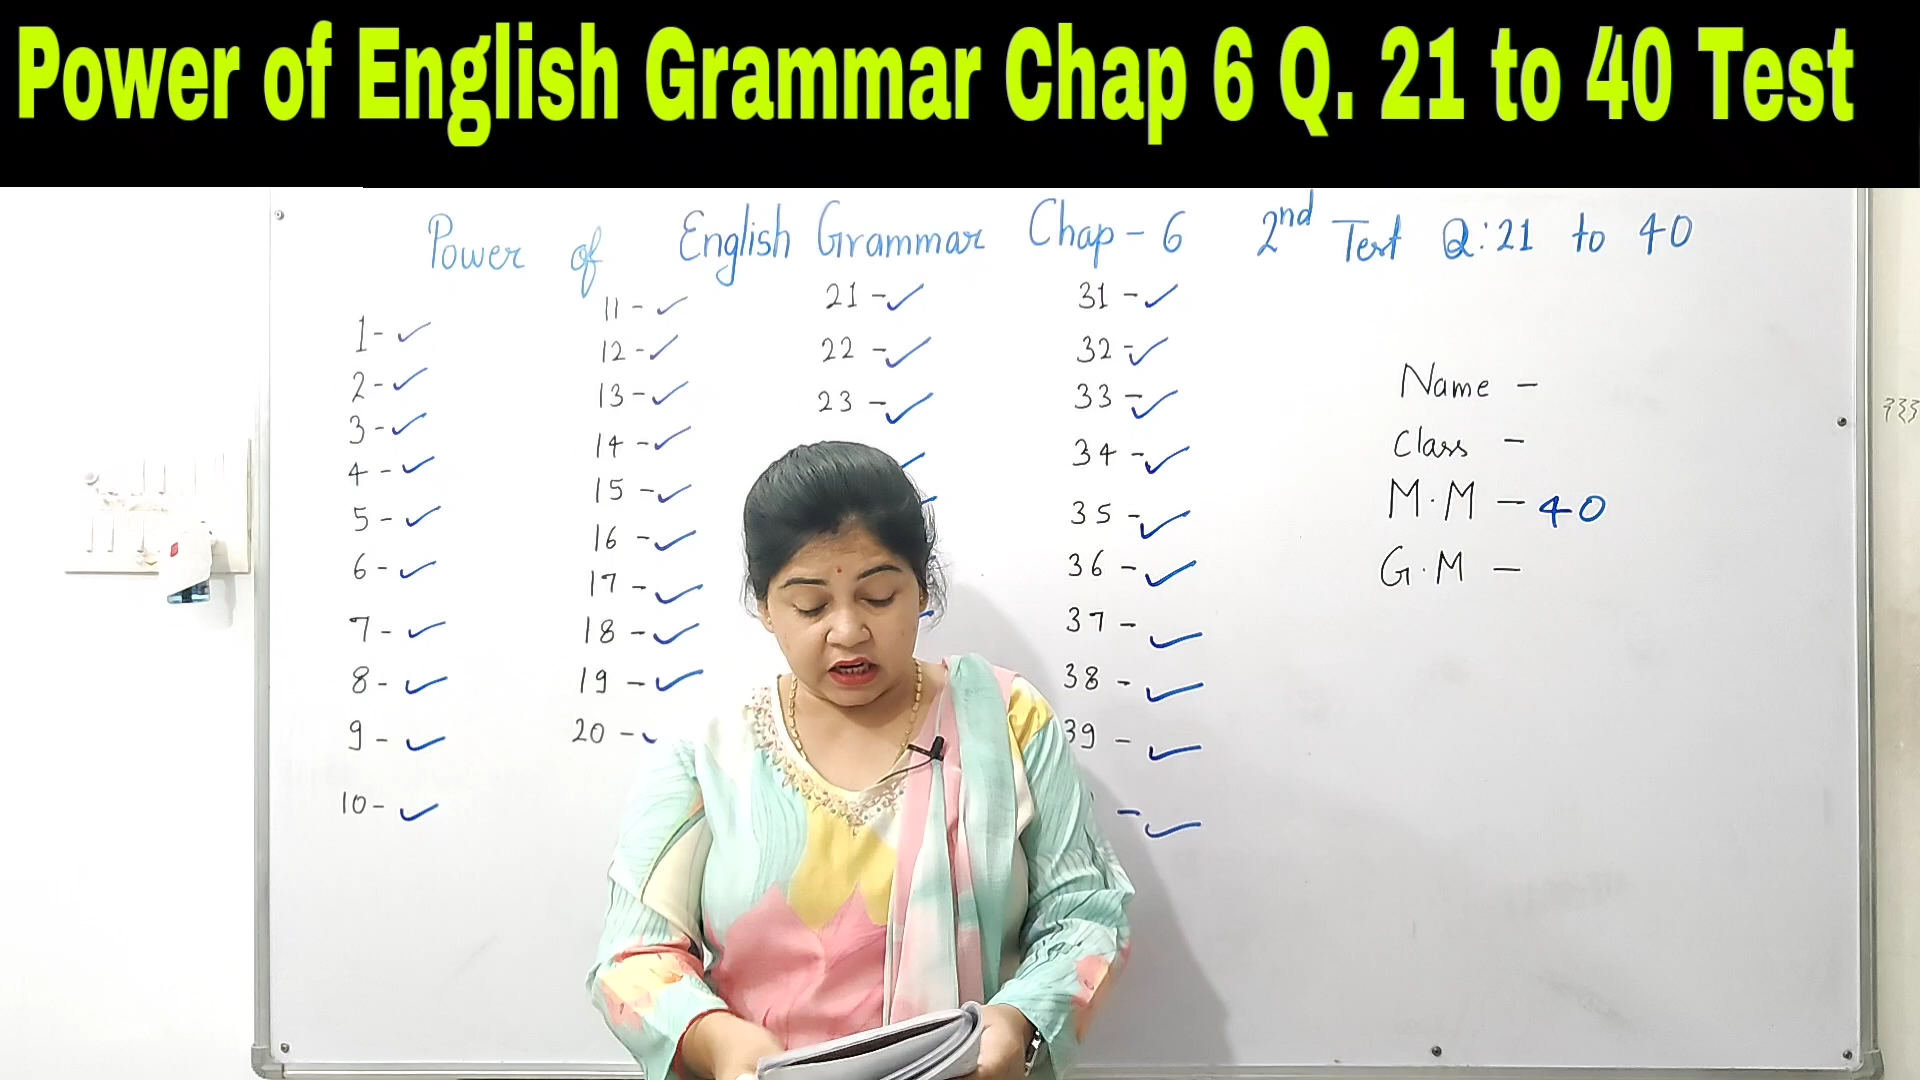 Power of English Grammar Chap 6 Q. 21 to 40 Test
Power of English Grammar Chap - 6 2nd Test Q:21 to 40
1 - ✓
2 - ✓
3 - ✓
4 - ✓
5 - ✓
6 - ✓
7 - ✓
8 - ✓
9 - ✓
10 - ✓
11 - ✓
12 - ✓
13 - ✓
14 - ✓
15 - ✓
16 - ✓
17 - ✓
18 - ✓
19 - ✓
20 - ✓
21 - ✓
22 - ✓
23 - ✓
31 - ✓
32 - ✓
33 - ✓
34 - ✓
35 - ✓
36 - ✓
37 - ✓
38 - ✓
39 - ✓
- ✓
Name -
Class -
M.M - 40
G.M -